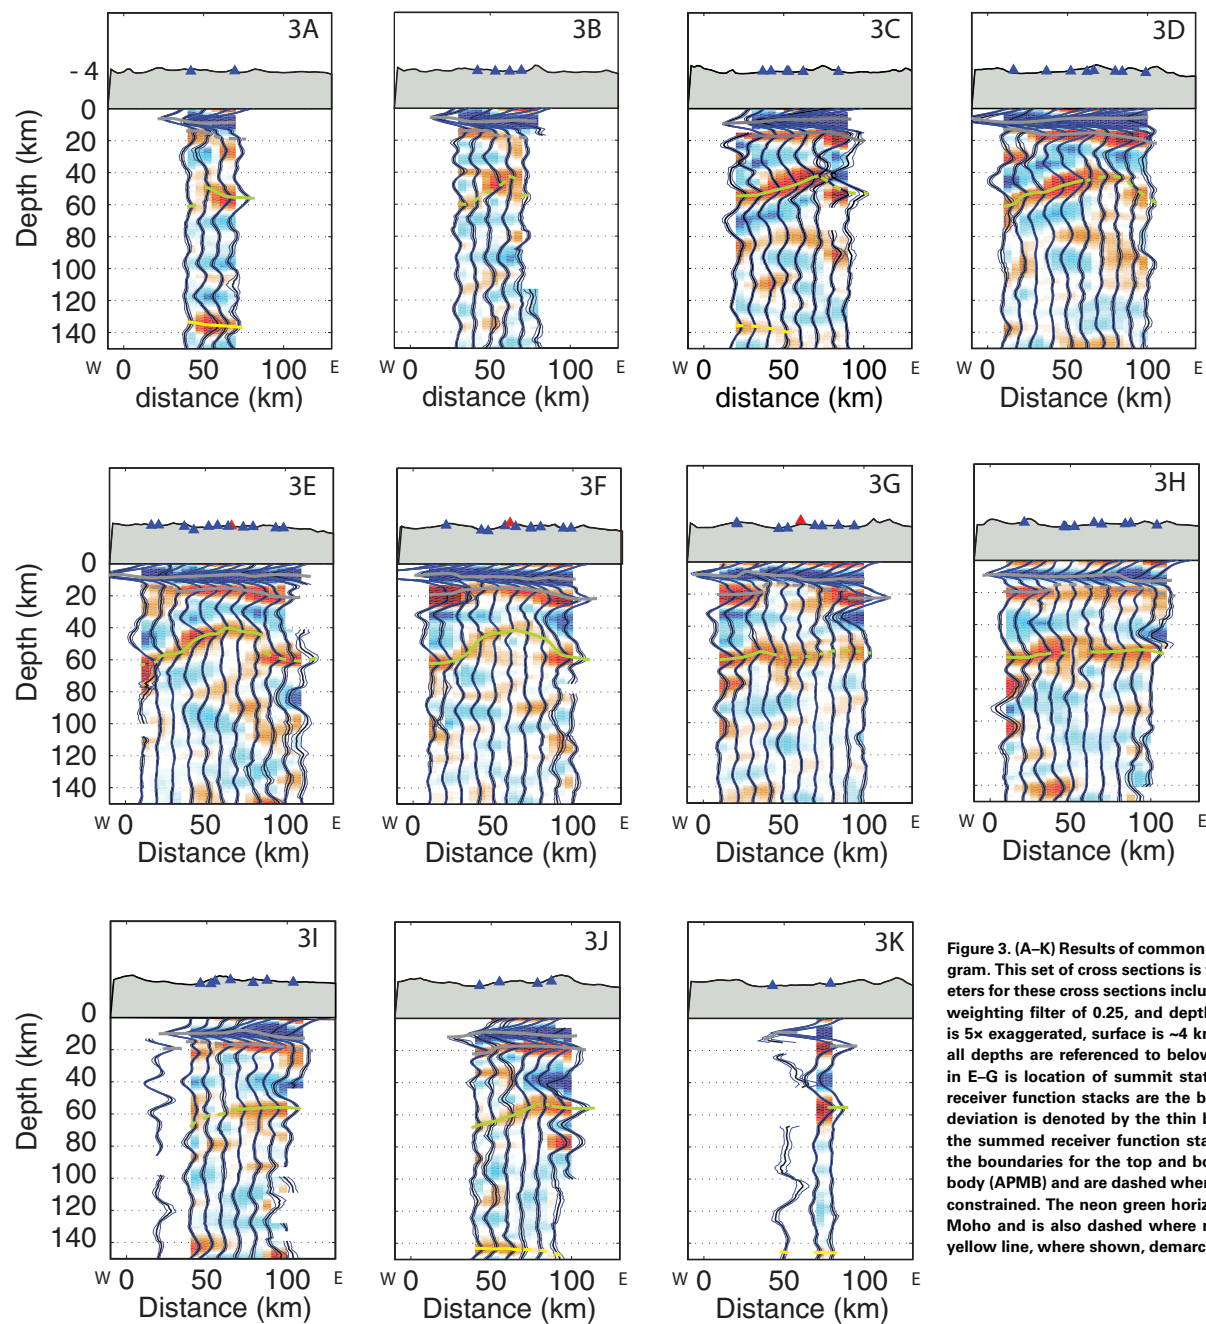 3A
3B
3C
3D
- 4
0
20
40
60
80
100
120
140
Depth (km)
W 0 50 100 E
distance (km)
W 0 50 100 E
distance (km)
W 0 50 100 E
distance (km)
W 0 50 100 E
Distance (km)
3E
3F
3G
3H
0
20
40
60
80
100
120
140
Depth (km)
W 0 50 100 E
Distance (km)
W 0 50 100 E
Distance (km)
W 0 50 100 E
Distance (km)
W 0 50 100 E
Distance (km)
3I
3J
3K
0
20
40
60
80
100
120
140
Depth (km)
W 0 50 100 E
Distance (km)
W 0 50 100 E
Distance (km)
W 0 50 100 E
Distance (km)
Figure 3. (A–K) Results of common
gram. This set of cross sections is
eters for these cross sections inclu
weighting filter of 0.25, and depth
is 5x exaggerated, surface is ~4 km
all depths are referenced to below
in E–G is location of summit stat
receiver function stacks are the b
deviation is denoted by the thin b
the summed receiver function sta
the boundaries for the top and bo
body (APMB) and are dashed wher
constrained. The neon green horiz
Moho and is also dashed where
yellow line, where shown, demarc